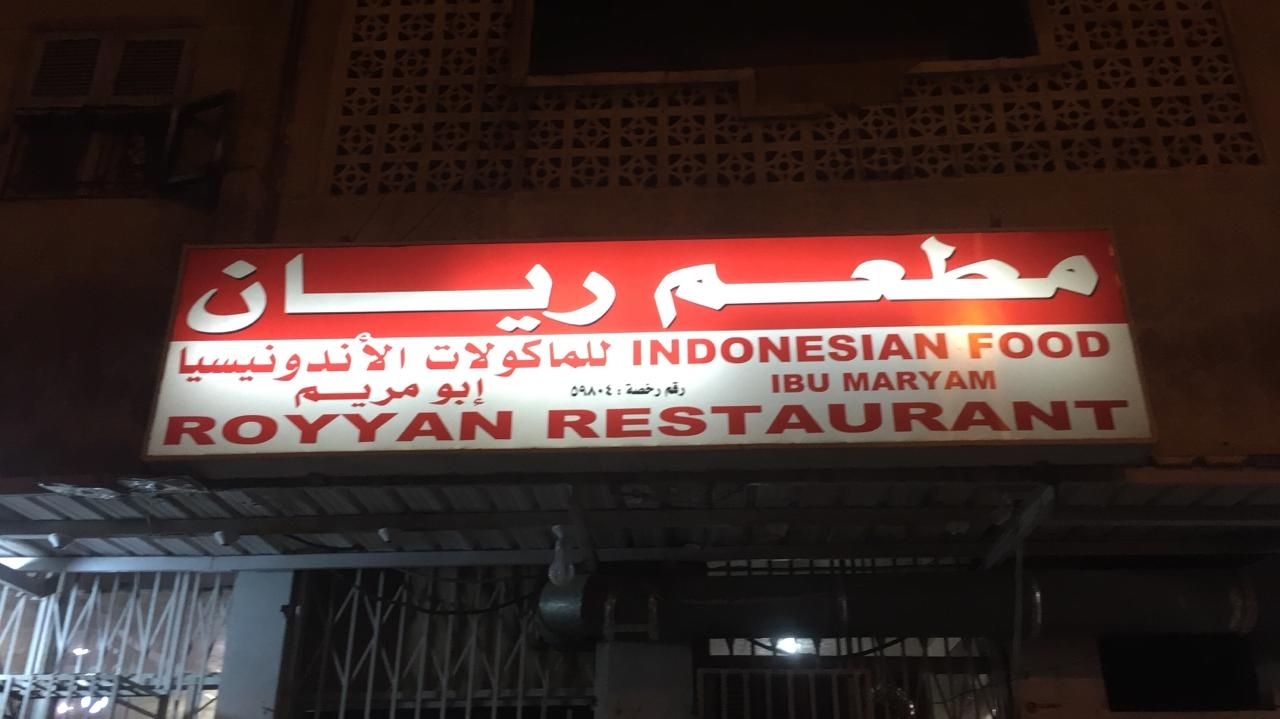 مطعم ريان
للماكولات الأندونيسيا INDONESIAN FOOD
إبو مريم رقم رخصة : ٥٩٨٠٤ IBU MARYAM
ROYYAN RESTAURANT